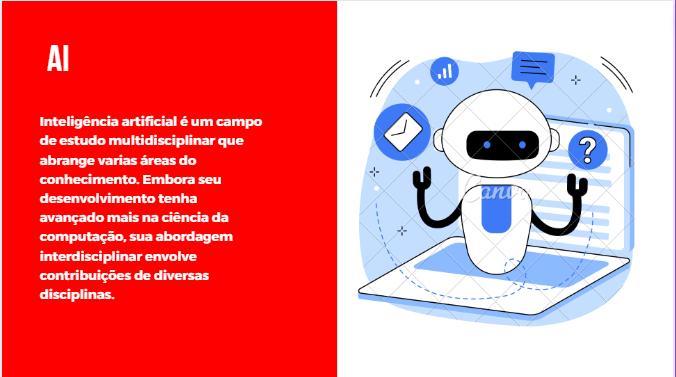 AI
Inteligência artificial é um campo
de estudo multidisciplinar que
abrange varias áreas do
conhecimento. Embora seu
desenvolvimento tenha
avançado mais na ciência da
computação, sua abordagem
interdisciplinar envolve
contribuições de diversas
disciplinas.
?
Canva